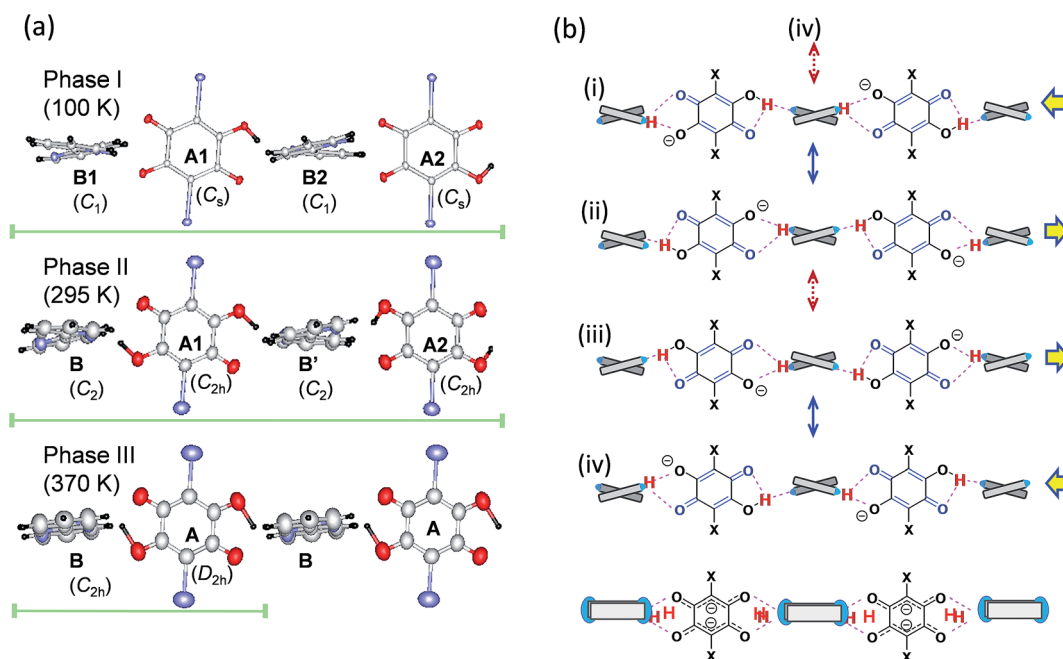 (a)
Phase I
(100 K)
A1
A2
B1
B2
(C1)
(Cs)
(C1)
(Cs)
Phase II
(295 K)
A1
A2
B
B'
(C2)
(C2h)
(C2)
(C2h)
Phase III
(370 K)
A
A
B
B
(C2h)
(D2h)
(b)
(iv)
(i)
X
X
O
O
⊖
O
O
H
H
H
H
O
O
O
O
⊖
X
X
(ii)
X
X
O
O
⊖
O
O
H
H
H
H
O
O
O
O
⊖
X
X
(iii)
X
X
O
O
O
O
⊖
H
H
H
H
O
O
⊖
O
O
X
X
(iv)
X
X
⊖
O
O
O
O
H
H
H
H
O
O
O
O
⊖
X
X
X
X
O
O
O
O
⊖
⊖
H
H
H
H
H
H
H
H
O
O
O
O
⊖
⊖
X
X